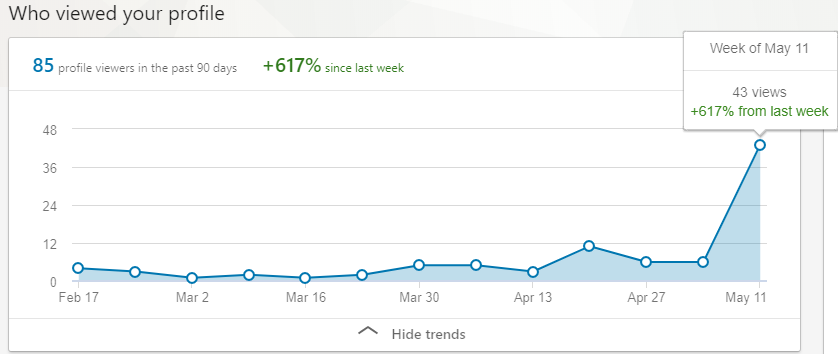 Who viewed your profile
Week of May 11
85 profile viewers in the past 90 days +617% since last week
43 views
+617% from last week
48
36
24
12
0
Feb 17 Mar 2 Mar 16 Mar 30 Apr 13 Apr 27 May 11
Hide trends